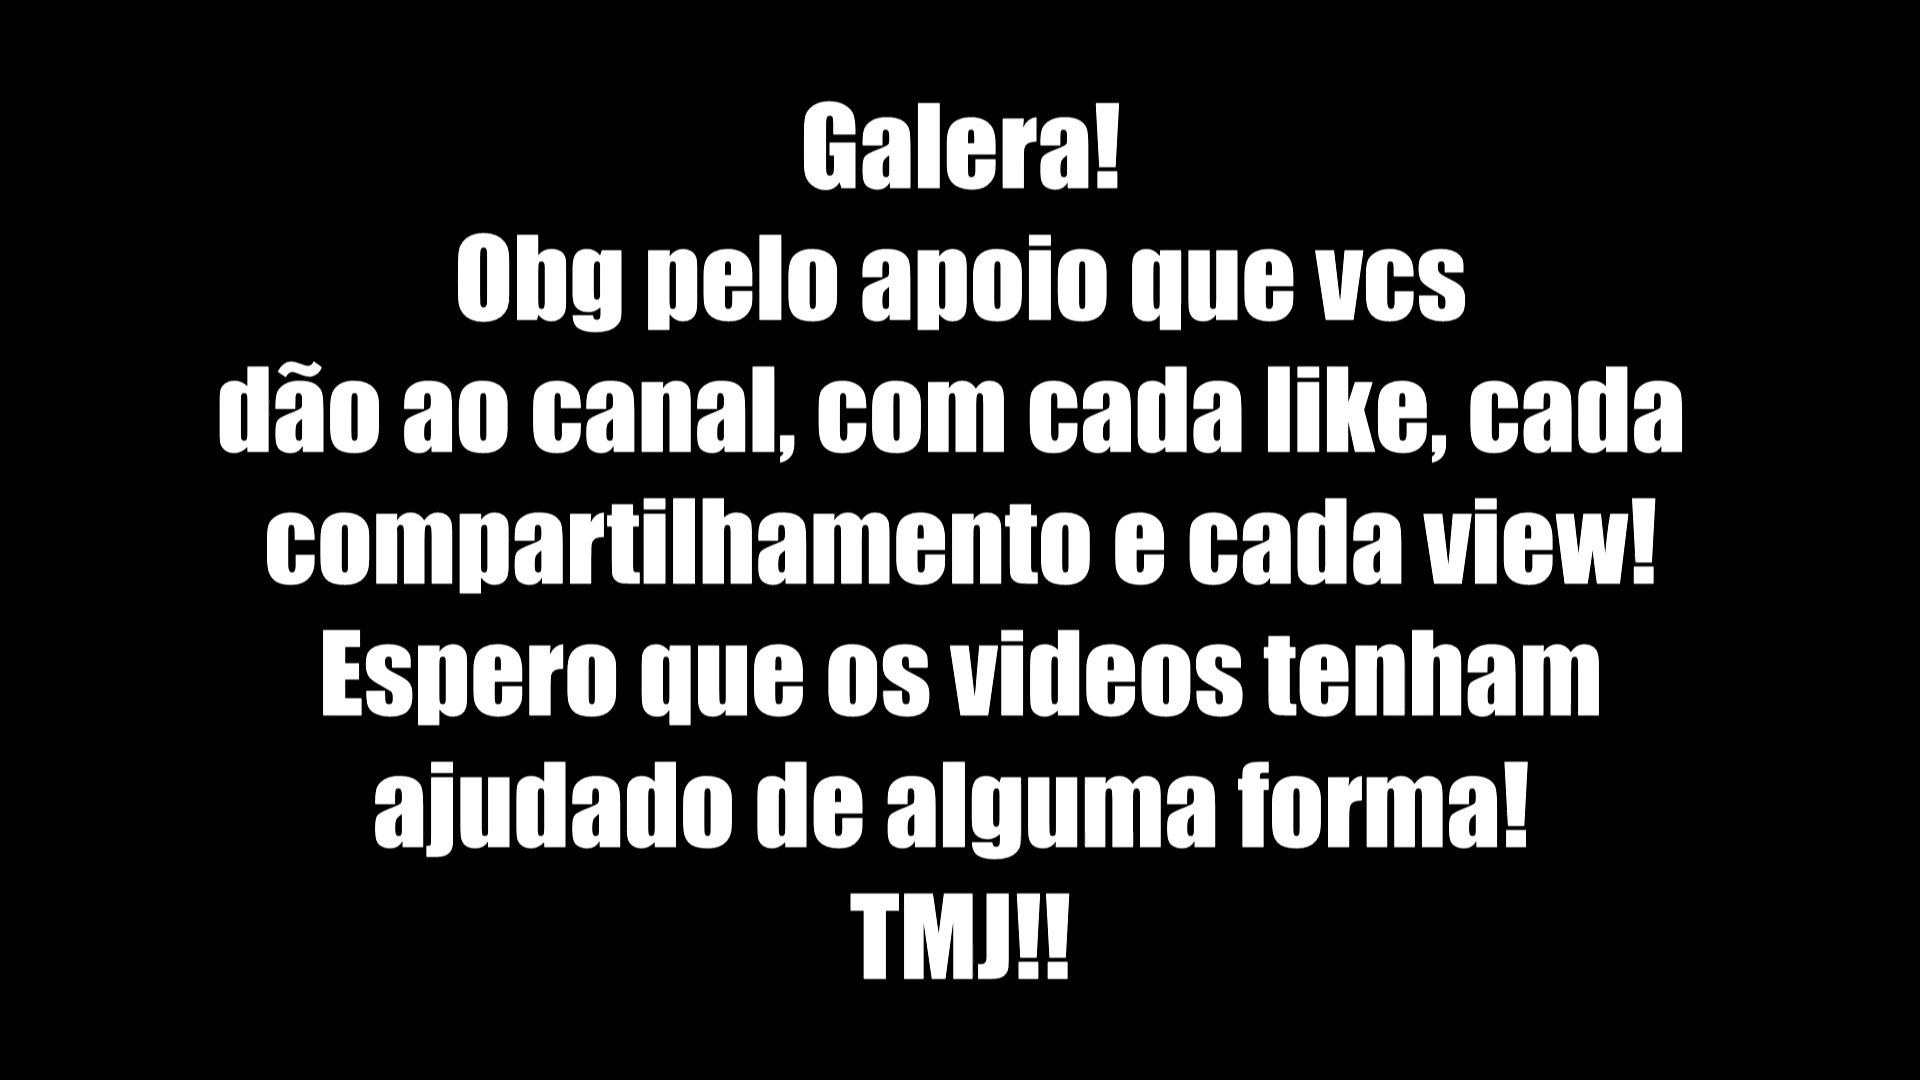 Galera!
Obg pelo apoio que vcs
dão ao canal, com cada like, cada
compartilhamento e cada view!
Espero que os videos tenham
ajudado de alguma forma!
TMJ!!